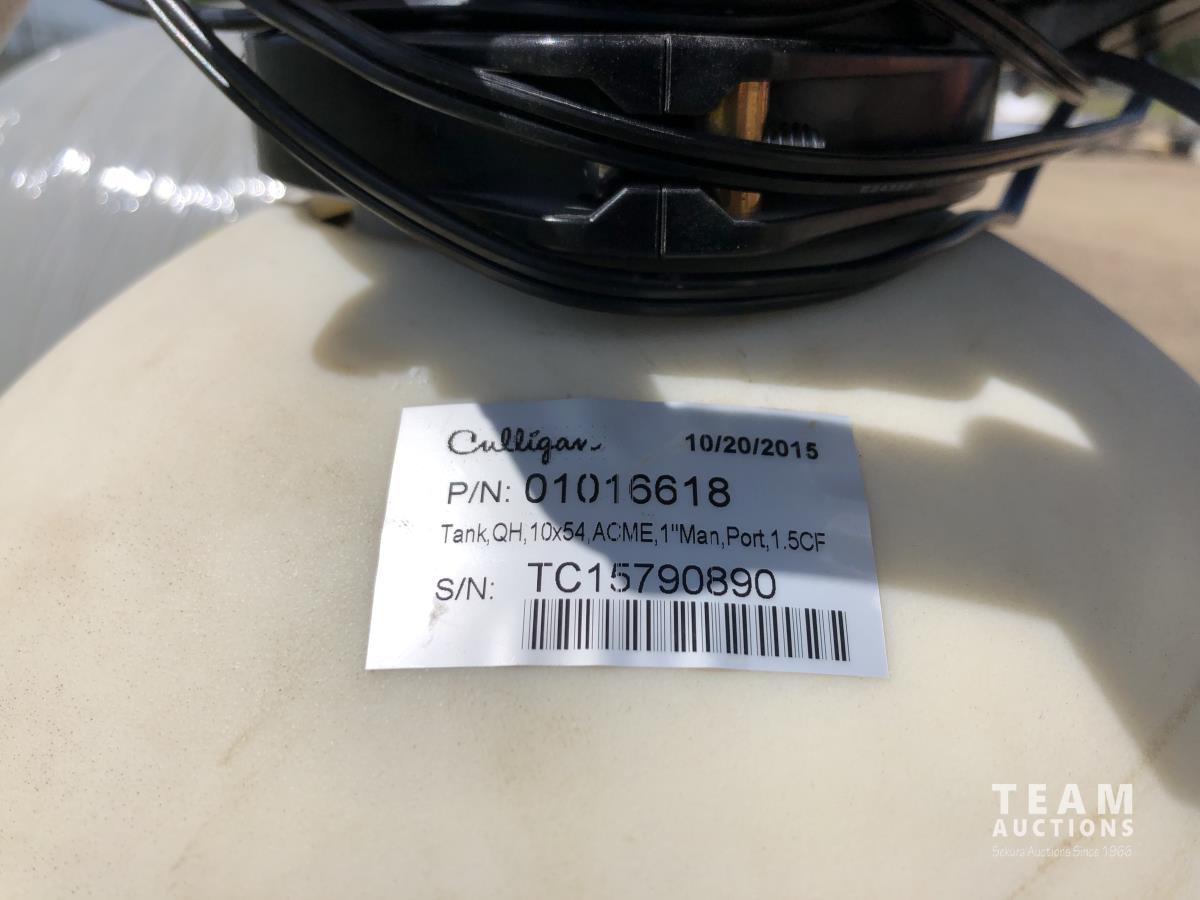 Culligan 10/20/2015
P/N: 01016618
Tank,QH,10x54,ACME,1"Man,Port,1.5CF
S/N: TC15790890
TEAM
AUCTIONS
Sekura Auctions Since 1966